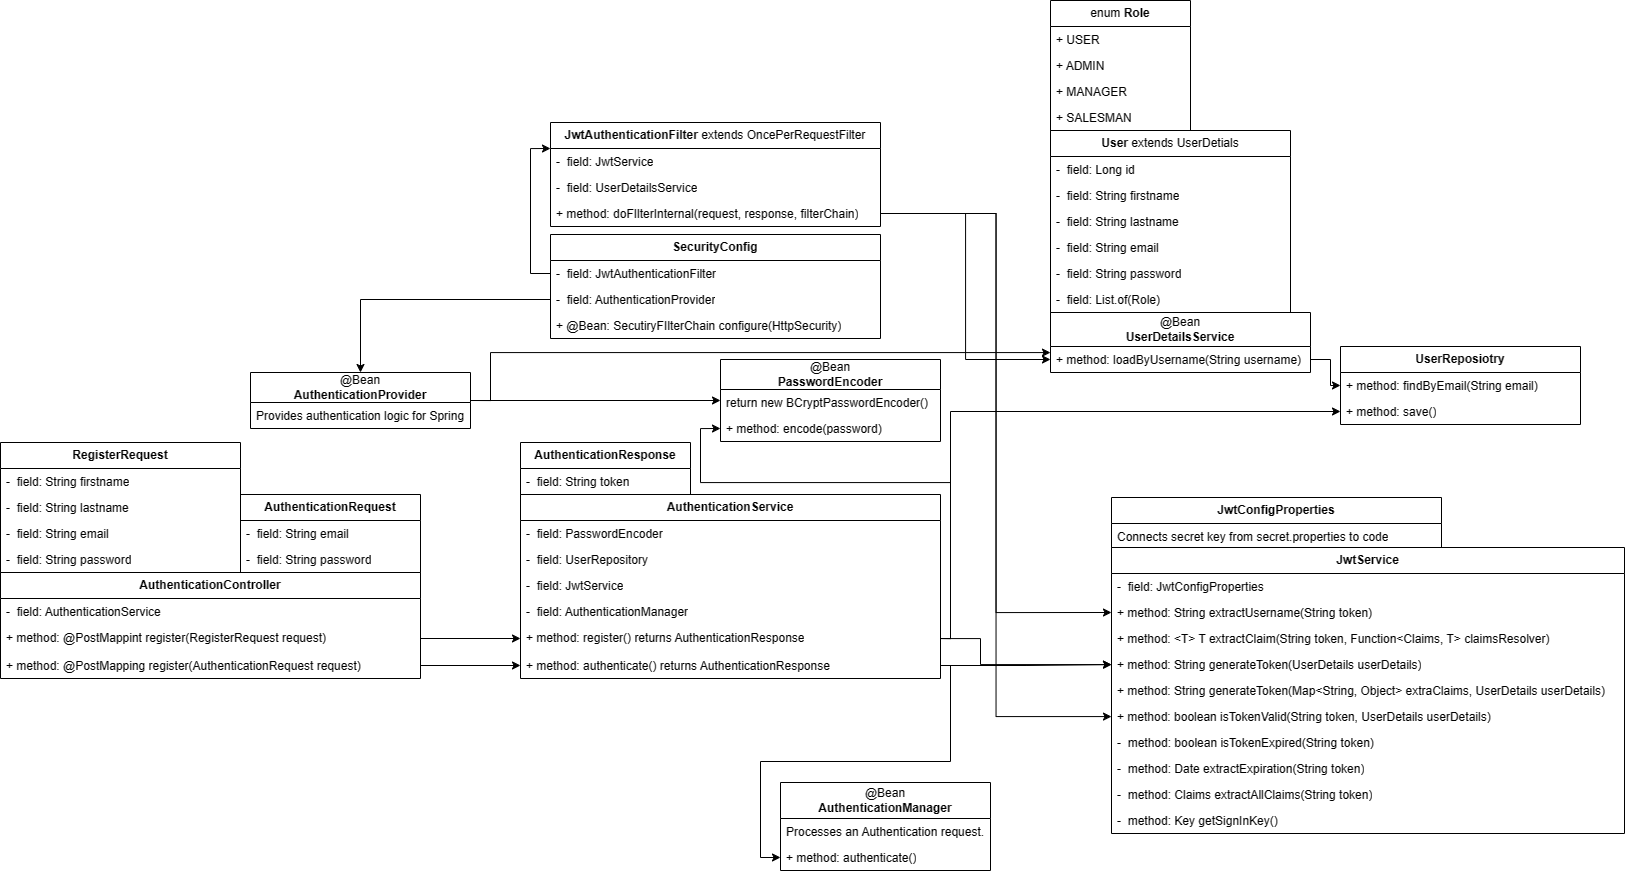 enum Role
+ USER
+ ADMIN
+ MANAGER
+ SALESMAN
User extends UserDetials
- field: Long id
- field: String firstname
- field: String lastname
- field: String email
- field: String password
- field: List.of(Role)
@Bean
UserDetailsService
+ method: loadByUsername(String username)
JwtAuthenticationFilter extends OncePerRequestFilter
- field: JwtService
- field: UserDetailsService
+ method: doFIlterInternal(request, response, filterChain)
SecurityConfig
- field: JwtAuthenticationFilter
- field: AuthenticationProvider
+ @Bean: SecutiryFIlterChain configure(HttpSecurity)
UserReposiotry
+ method: findByEmail(String email)
+ method: save()
@Bean
AuthenticationProvider
Provides authentication logic for Spring
@Bean
PasswordEncoder
return new BCryptPasswordEncoder()
+ method: encode(password)
RegisterRequest
- field: String firstname
- field: String lastname
- field: String email
- field: String password
AuthenticationRequest
- field: String email
- field: String password
AuthenticationController
- field: AuthenticationService
+ method: @PostMappint register(RegisterRequest request)
+ method: @PostMapping register(AuthenticationRequest request)
AuthenticationResponse
- field: String token
AuthenticationService
- field: PasswordEncoder
- field: UserRepository
- field: JwtService
- field: AuthenticationManager
+ method: register() returns AuthenticationResponse
+ method: authenticate() returns AuthenticationResponse
JwtConfigProperties
Connects secret key from secret.properties to code
JwtService
- field: JwtConfigProperties
+ method: String extractUsername(String token)
+ method: <T> T extractClaim(String token, Function<Claims, T> claimsResolver)
+ method: String generateToken(UserDetails userDetails)
+ method: String generateToken(Map<String, Object> extraClaims, UserDetails userDetails)
+ method: boolean isTokenValid(String token, UserDetails userDetails)
- method: boolean isTokenExpired(String token)
- method: Date extractExpiration(String token)
- method: Claims extractAllClaims(String token)
- method: Key getSignInKey()
@Bean
AuthenticationManager
Processes an Authentication request.
+ method: authenticate()